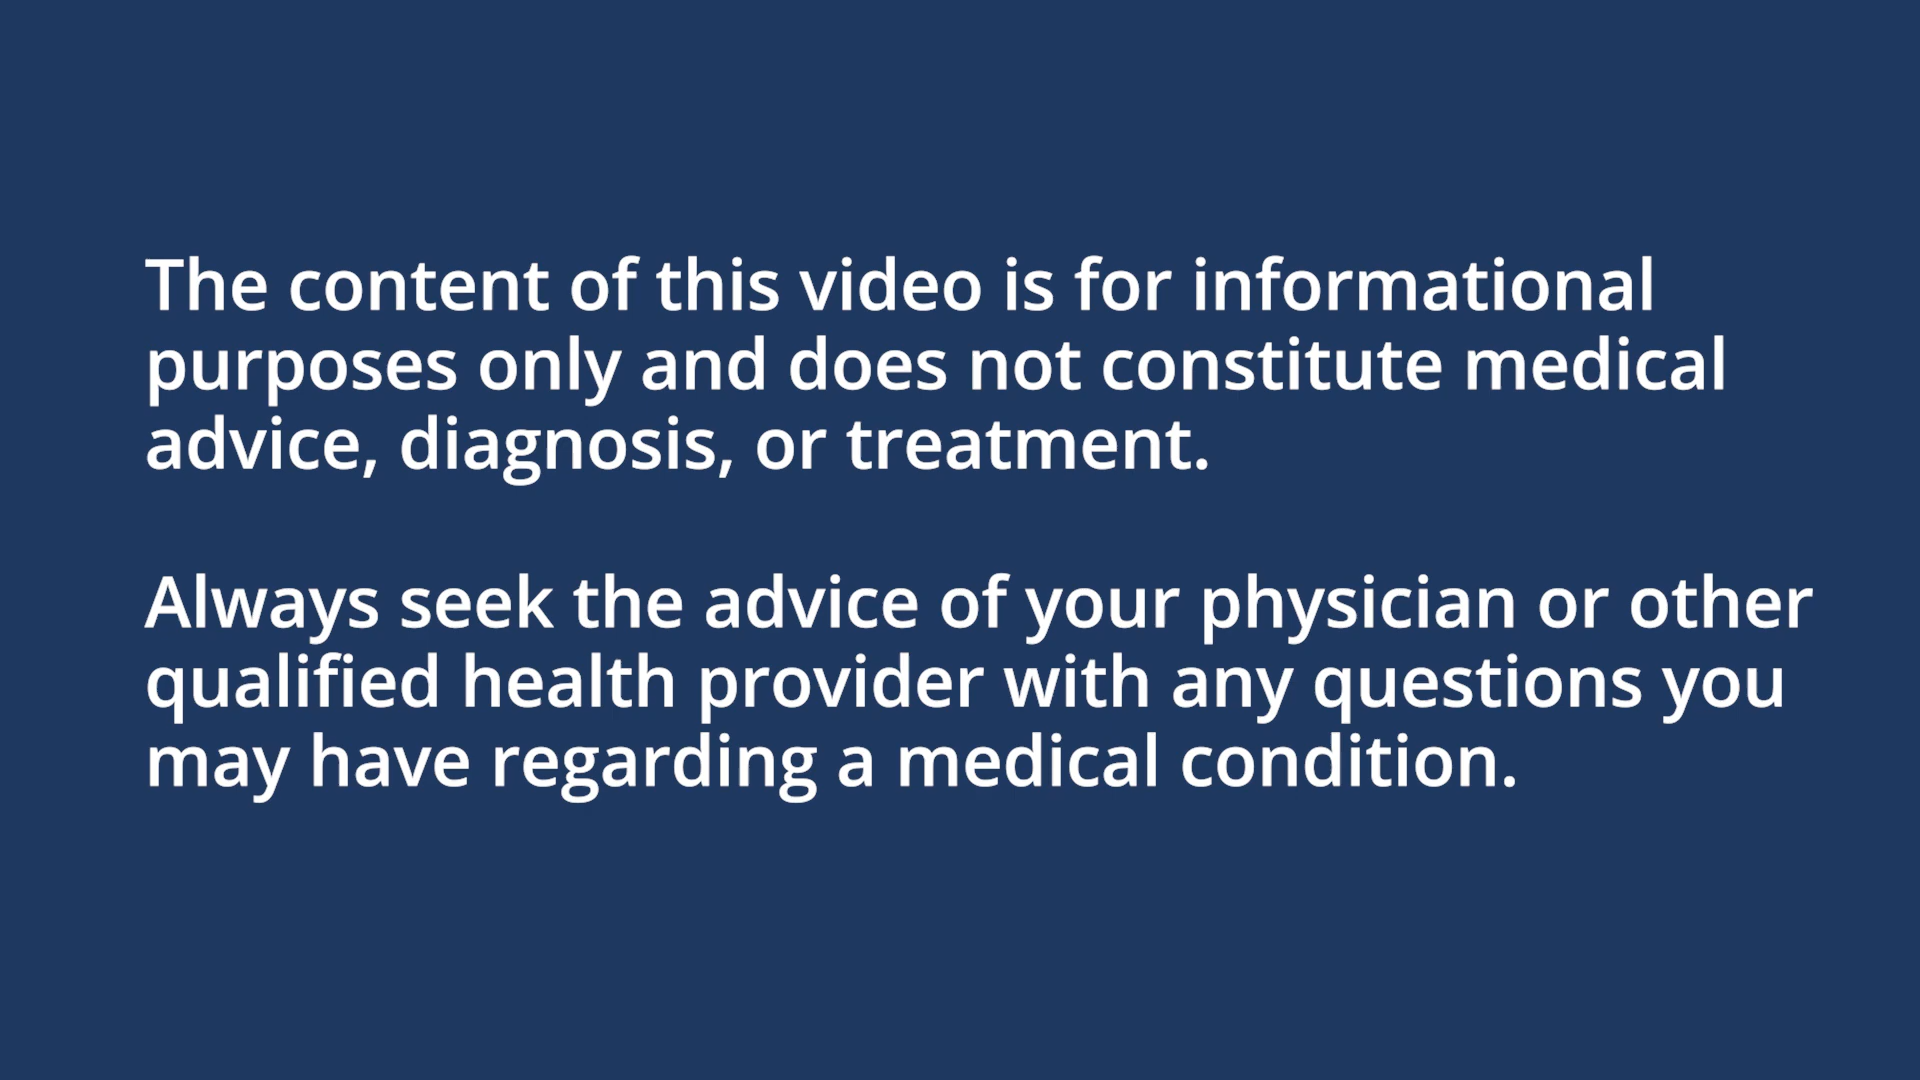 The content of this video is for informational
purposes only and does not constitute medical
advice, diagnosis, or treatment.
Always seek the advice of your physician or other
qualified health provider with any questions you
may have regarding a medical condition.